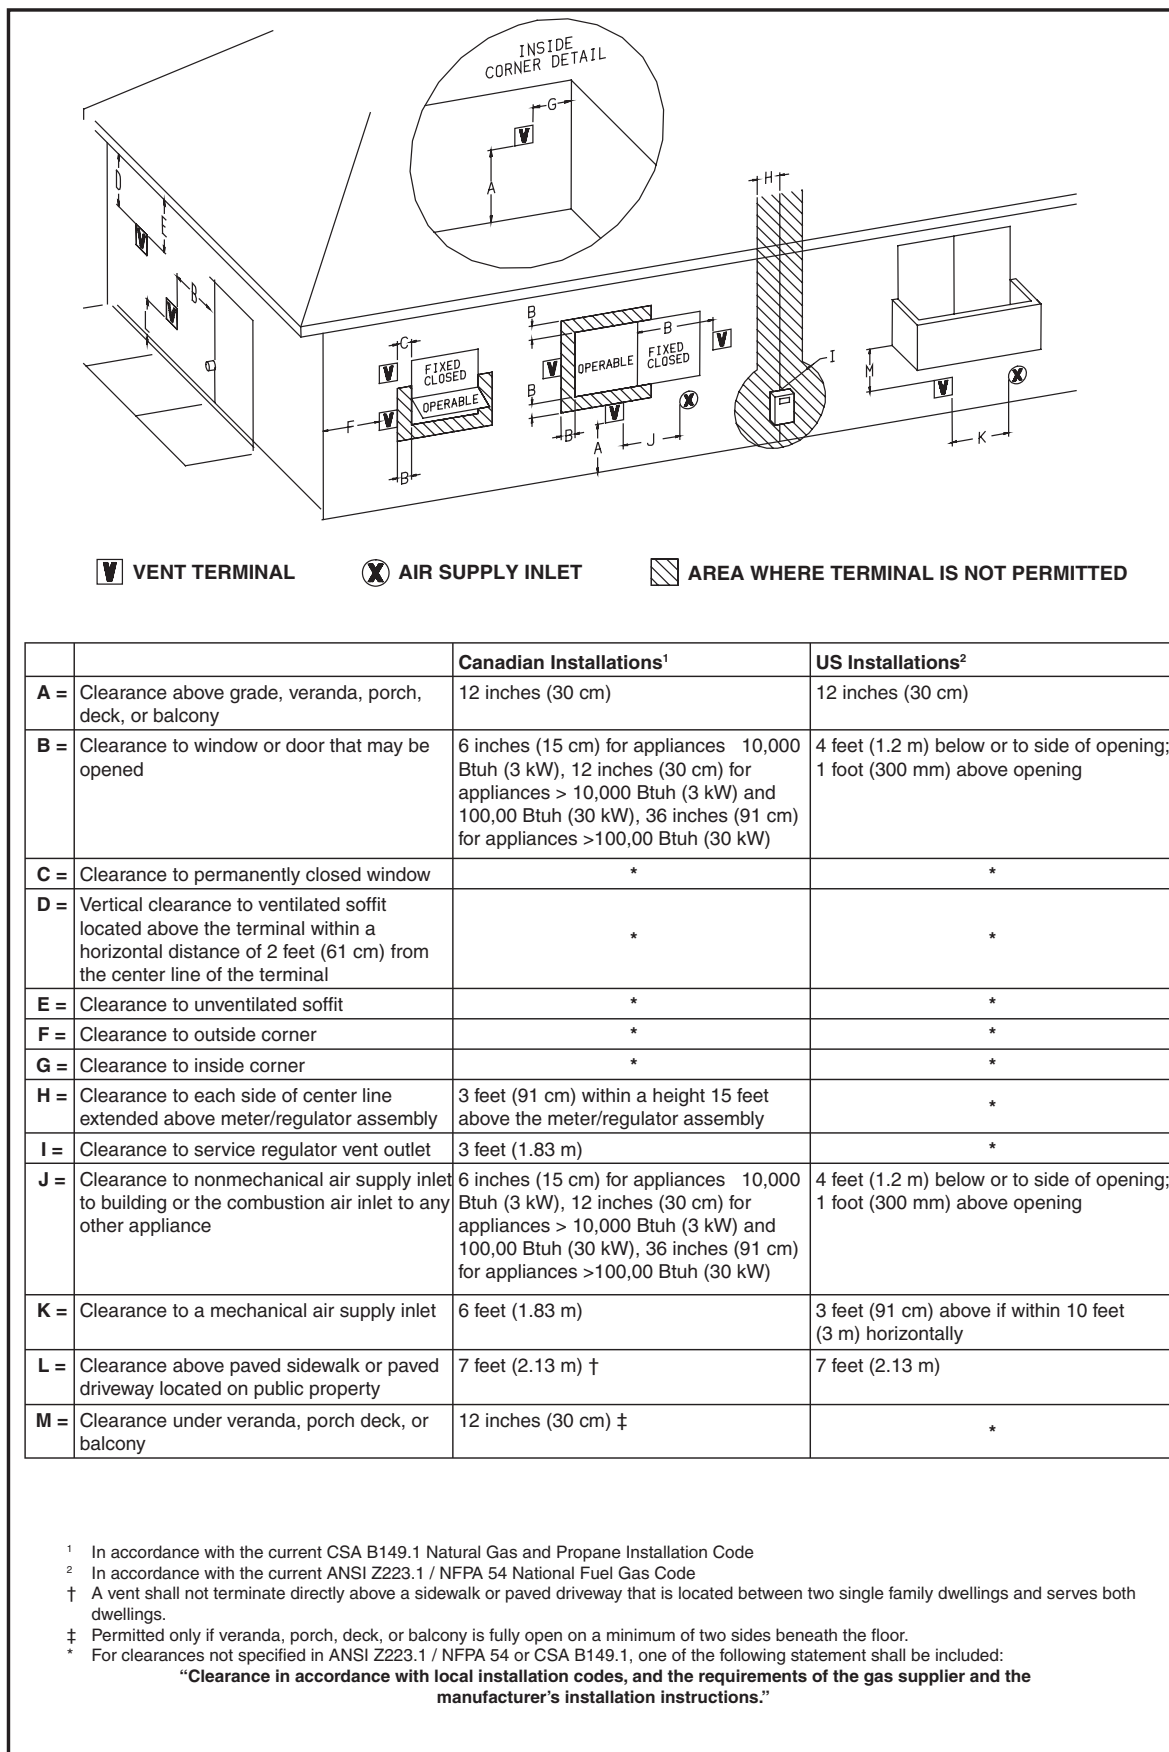 INSIDE
CORNER DETAIL
G
V
A
H
D
E
V
B
V
L
B
B
C
V
FIXED
CLOSED
OPERABLE
FIXED
CLOSED
V
V
I
M
OPERABLE
B
X
V
X
F
V
V
B
A
J
K
B
V VENT TERMINAL
X AIR SUPPLY INLET
AREA WHERE TERMINAL IS NOT PERMITTED
Canadian Installations1
US Installations2
A =
Clearance above grade, veranda, porch,
deck, or balcony
12 inches (30 cm)
12 inches (30 cm)
B =
Clearance to window or door that may be
opened
6 inches (15 cm) for appliances 10,000
Btuh (3 kW), 12 inches (30 cm) for
appliances > 10,000 Btuh (3 kW) and
100,00 Btuh (30 kW), 36 inches (91 cm)
for appliances >100,00 Btuh (30 kW)
4 feet (1.2 m) below or to side of opening;
1 foot (300 mm) above opening
C =
Clearance to permanently closed window
*
*
D =
Vertical clearance to ventilated soffit
located above the terminal within a
horizontal distance of 2 feet (61 cm) from
the center line of the terminal
*
*
E =
Clearance to unventilated soffit
*
*
F =
Clearance to outside corner
*
*
G =
Clearance to inside corner
*
*
H =
Clearance to each side of center line
extended above meter/regulator assembly
3 feet (91 cm) within a height 15 feet
above the meter/regulator assembly
*
I =
Clearance to service regulator vent outlet
3 feet (1.83 m)
*
J =
Clearance to nonmechanical air supply inlet
to building or the combustion air inlet to any
other appliance
6 inches (15 cm) for appliances 10,000
Btuh (3 kW), 12 inches (30 cm) for
appliances > 10,000 Btuh (3 kW) and
100,00 Btuh (30 kW), 36 inches (91 cm)
for appliances >100,00 Btuh (30 kW)
4 feet (1.2 m) below or to side of opening;
1 foot (300 mm) above opening
K =
Clearance to a mechanical air supply inlet
6 feet (1.83 m)
3 feet (91 cm) above if within 10 feet
(3 m) horizontally
L =
Clearance above paved sidewalk or paved
driveway located on public property
7 feet (2.13 m) †
7 feet (2.13 m)
M =
Clearance under veranda, porch deck, or
balcony
12 inches (30 cm) ‡
*
1 In accordance with the current CSA B149.1 Natural Gas and Propane Installation Code
2 In accordance with the current ANSI Z223.1 / NFPA 54 National Fuel Gas Code
† A vent shall not terminate directly above a sidewalk or paved driveway that is located between two single family dwellings and serves both
dwellings.
‡ Permitted only if veranda, porch, deck, or balcony is fully open on a minimum of two sides beneath the floor.
* For clearances not specified in ANSI Z223.1 / NFPA 54 or CSA B149.1, one of the following statement shall be included:
“Clearance in accordance with local installation codes, and the requirements of the gas supplier and the
manufacturer’s installation instructions.”